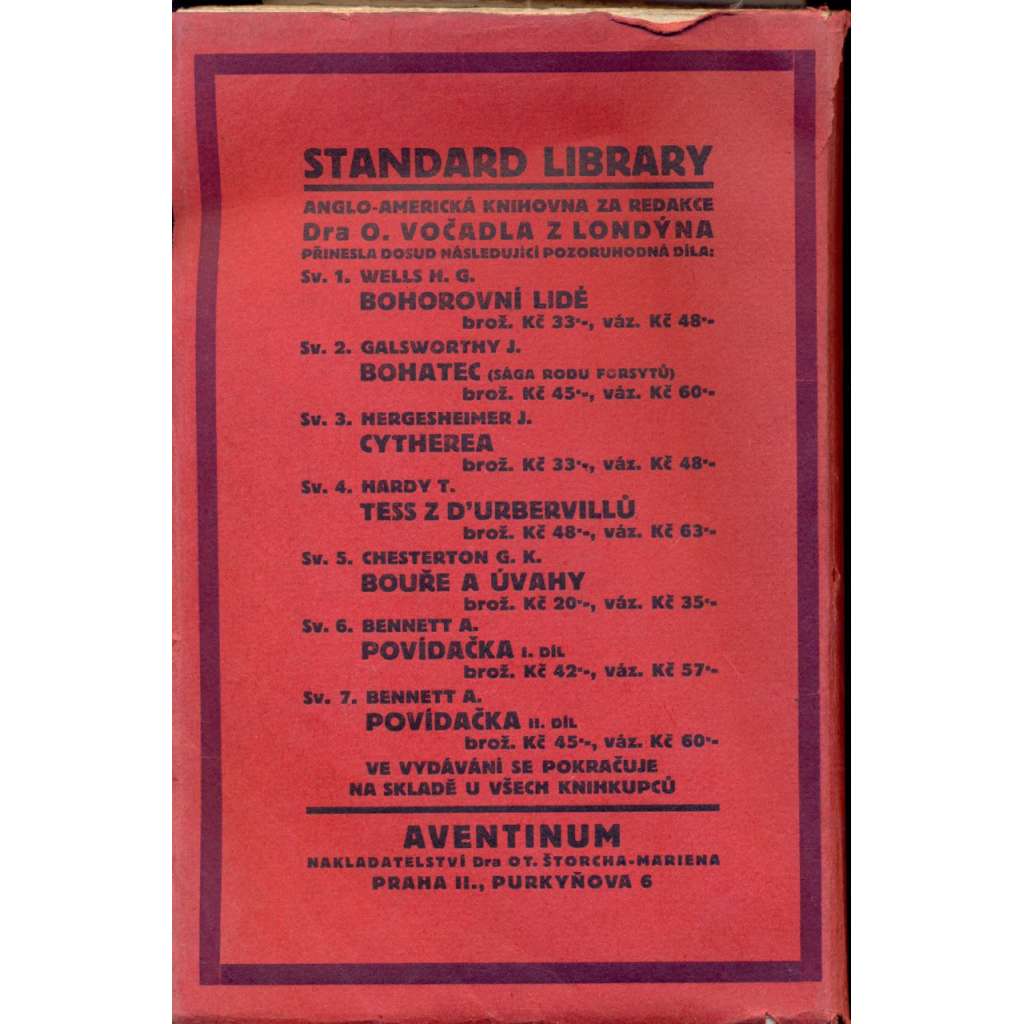 STANDARD LIBRARY
ANGLO-AMERICKÁ KNIHOVNA ZA REDAKCE
Dra O. VOČADLA Z LONDÝNA
PŘINESLA DOSUD NÁSLEDUJÍCÍ POZORUHODNÁ DÍLA:
Sv. 1. WELLS H. G.
BOHOROVNÍ LIDÉ
brož. Kč 33·-, váz. Kč 48·-
Sv. 2. GALSWORTHY J.
BOHATEC (SÁGA RODU FORSYTŮ)
brož. Kč 45·-, váz. Kč 60·-
Sv. 3. HERGESHEIMER J.
CYTHEREA
brož. Kč 33·-, váz. Kč 48·-
Sv. 4. HARDY T.
TESS Z D'URBERVILLŮ
brož. Kč 48·-, váz. Kč 63·-
Sv. 5. CHESTERTON G. K.
BOUŘE A ÚVAHY
brož. Kč 20·-, váz. Kč 35·-
Sv. 6. BENNETT A.
POVÍDAČKA I. DÍL
brož. Kč 42·-, váz. Kč 57·-
Sv. 7. BENNETT A.
POVÍDAČKA II. DÍL
brož. Kč 45·-, váz. Kč 60·-
VE VYDÁVÁNÍ SE POKRAČUJE
NA SKLADĚ U VŠECH KNIHKUPCŮ
AVENTINUM
NAKLADATELSTVÍ Dra OT. ŠTORCHA-MARIENA
PRAHA II., PURKYŇOVA 6